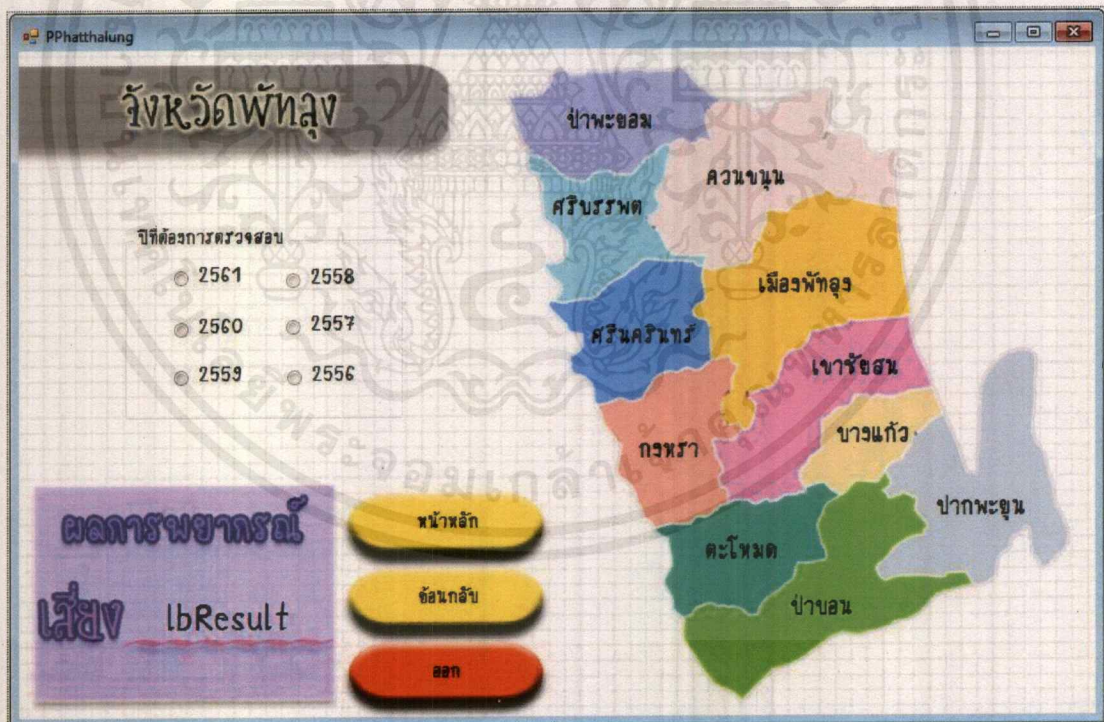 PPhatthalung
จังหวัดพัทลุง
ปีที่ต้องการตรวจสอบ
2561 2558
2560 2557
2559 2556
ผลการพยากรณ์
เสี่ยง lbResult
หน้าหลัก
ย้อนกลับ
ออก
ป่าพะยอม
ควนขนุน
ศรีบรรพต
เมืองพัทลุง
ศรีนครินทร์
เขาชัยสน
กงหรา
บางแก้ว
ปากพะยูน
ตะโหมด
ป่าบอน